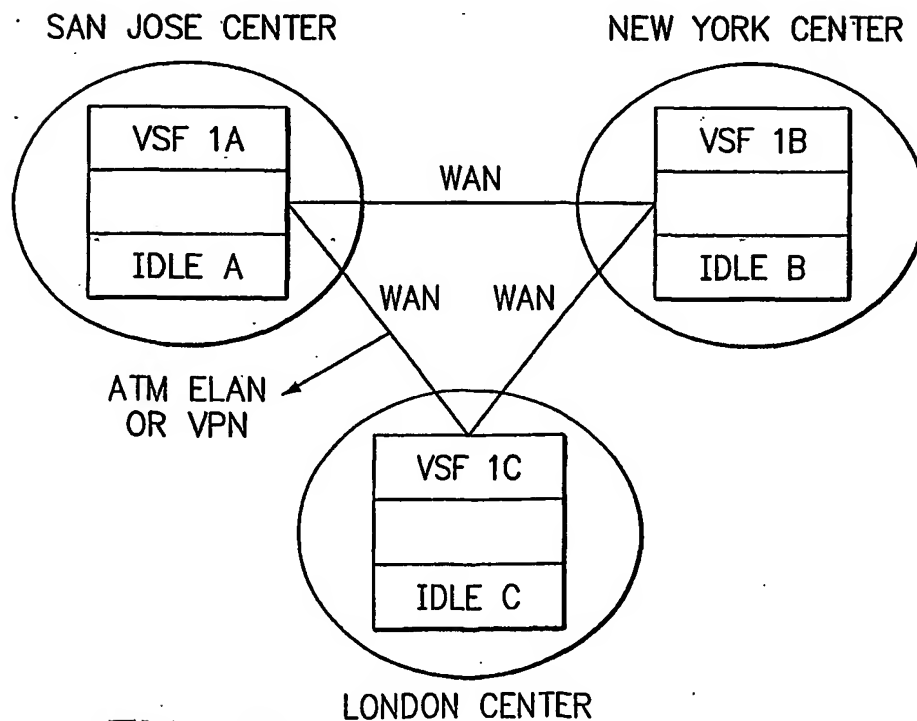 SAN JOSE CENTER
NEW YORK CENTER
VSF 1A
IDLE A
WAN
VSF 1B
IDLE B
WAN
WAN
ATM ELAN
OR VPN
VSF 1C
IDLE C
LONDON CENTER